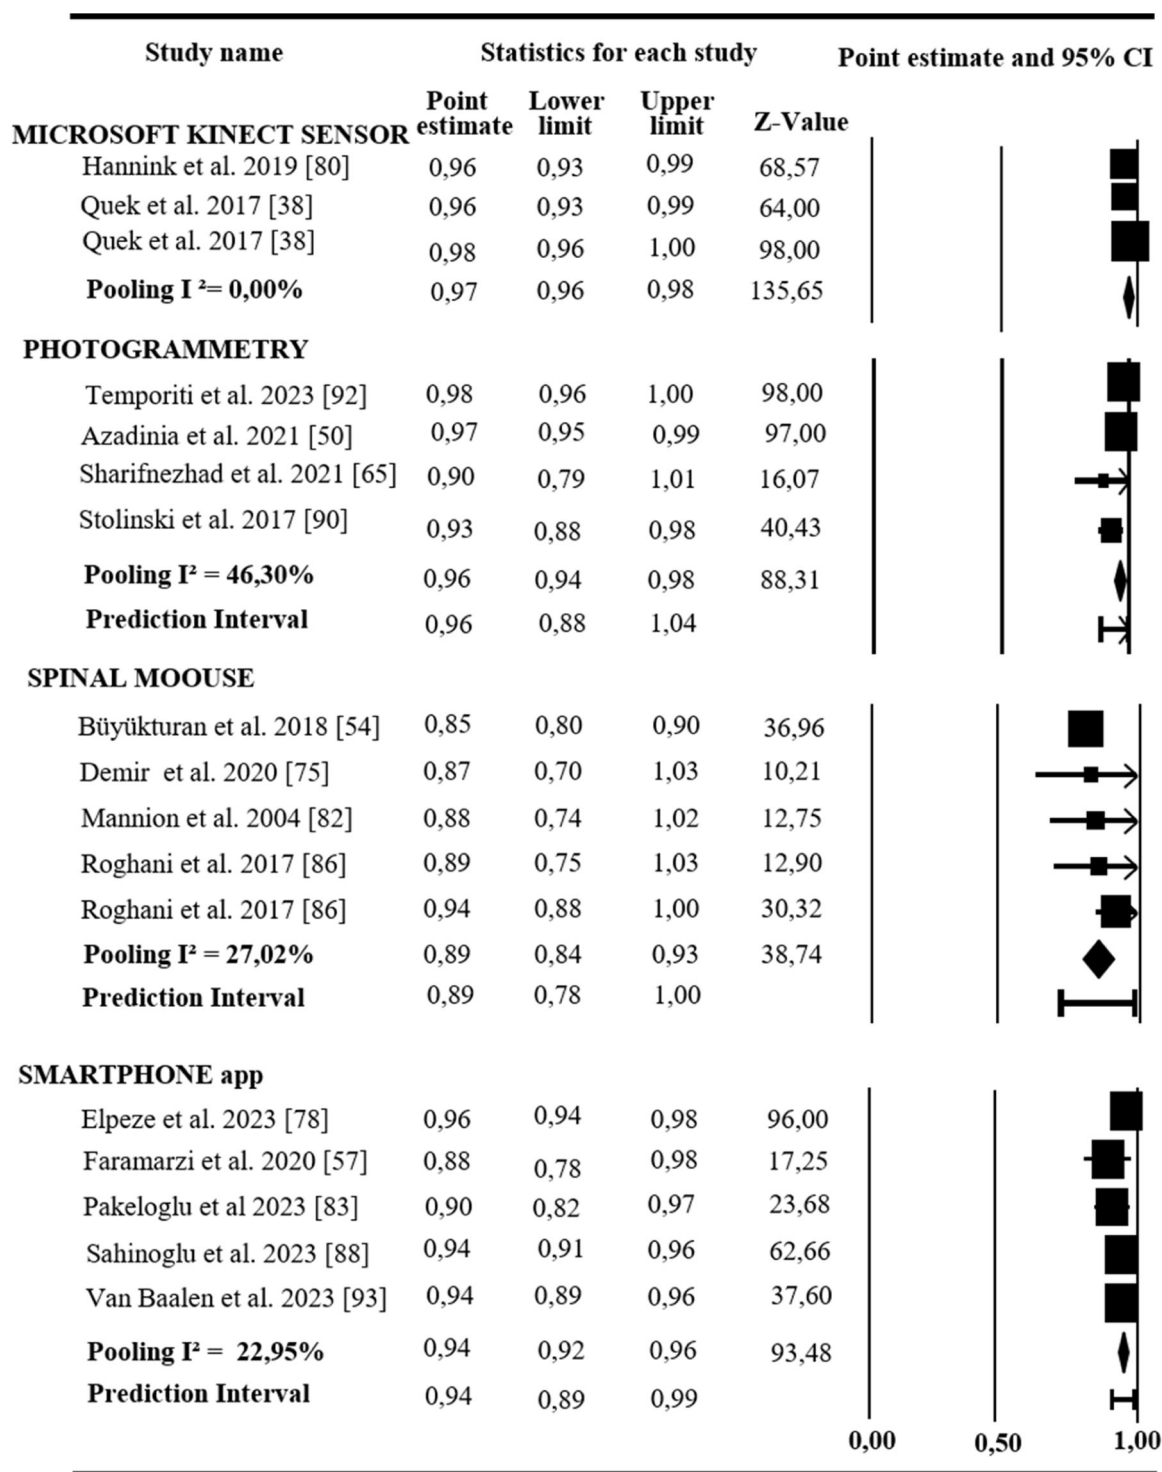 Study name Statistics for each study Point estimate and 95% CI
Point estimate Lower limit Upper limit Z-Value
MICROSOFT KINECT SENSOR
Hannink et al. 2019 [80] 0,96 0,93 0,99 68,57
Quek et al. 2017 [38] 0,96 0,93 0,99 64,00
Quek et al. 2017 [38] 0,98 0,96 1,00 98,00
Pooling I ²= 0,00% 0,97 0,96 0,98 135,65
PHOTOGRAMMETRY
Temporiti et al. 2023 [92] 0,98 0,96 1,00 98,00
Azadinia et al. 2021 [50] 0,97 0,95 0,99 97,00
Sharifnezhad et al. 2021 [65] 0,90 0,79 1,01 16,07
Stolinski et al. 2017 [90] 0,93 0,88 0,98 40,43
Pooling I² = 46,30% 0,96 0,94 0,98 88,31
Prediction Interval 0,96 0,88 1,04
SPINAL MOOUSE
Büyükturan et al. 2018 [54] 0,85 0,80 0,90 36,96
Demir et al. 2020 [75] 0,87 0,70 1,03 10,21
Mannion et al. 2004 [82] 0,88 0,74 1,02 12,75
Roghani et al. 2017 [86] 0,89 0,75 1,03 12,90
Roghani et al. 2017 [86] 0,94 0,88 1,00 30,32
Pooling I² = 27,02% 0,89 0,84 0,93 38,74
Prediction Interval 0,89 0,78 1,00
SMARTPHONE app
Elpeze et al. 2023 [78] 0,96 0,94 0,98 96,00
Faramarzi et al. 2020 [57] 0,88 0,78 0,98 17,25
Pakeloglu et al 2023 [83] 0,90 0,82 0,97 23,68
Sahinoglu et al. 2023 [88] 0,94 0,91 0,96 62,66
Van Baalen et al. 2023 [93] 0,94 0,89 0,96 37,60
Pooling I² = 22,95% 0,94 0,92 0,96 93,48
Prediction Interval 0,94 0,89 0,99
0,00 0,50 1,00